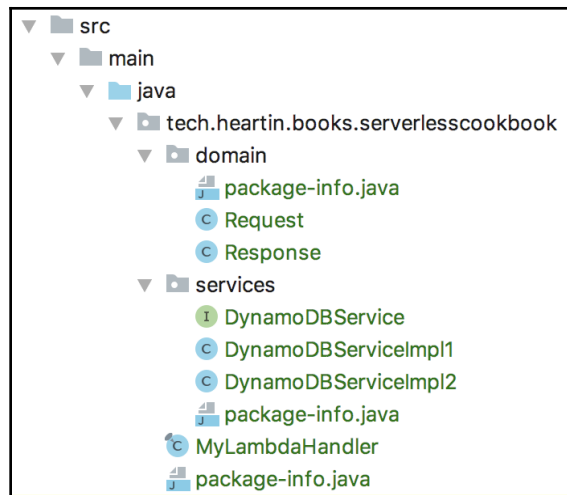 src
main
java
tech.heartin.books.serverlesscookbook
domain
package-info.java
Request
Response
services
DynamoDBService
DynamoDBServiceImpl1
DynamoDBServiceImpl2
package-info.java
MyLambdaHandler
package-info.java